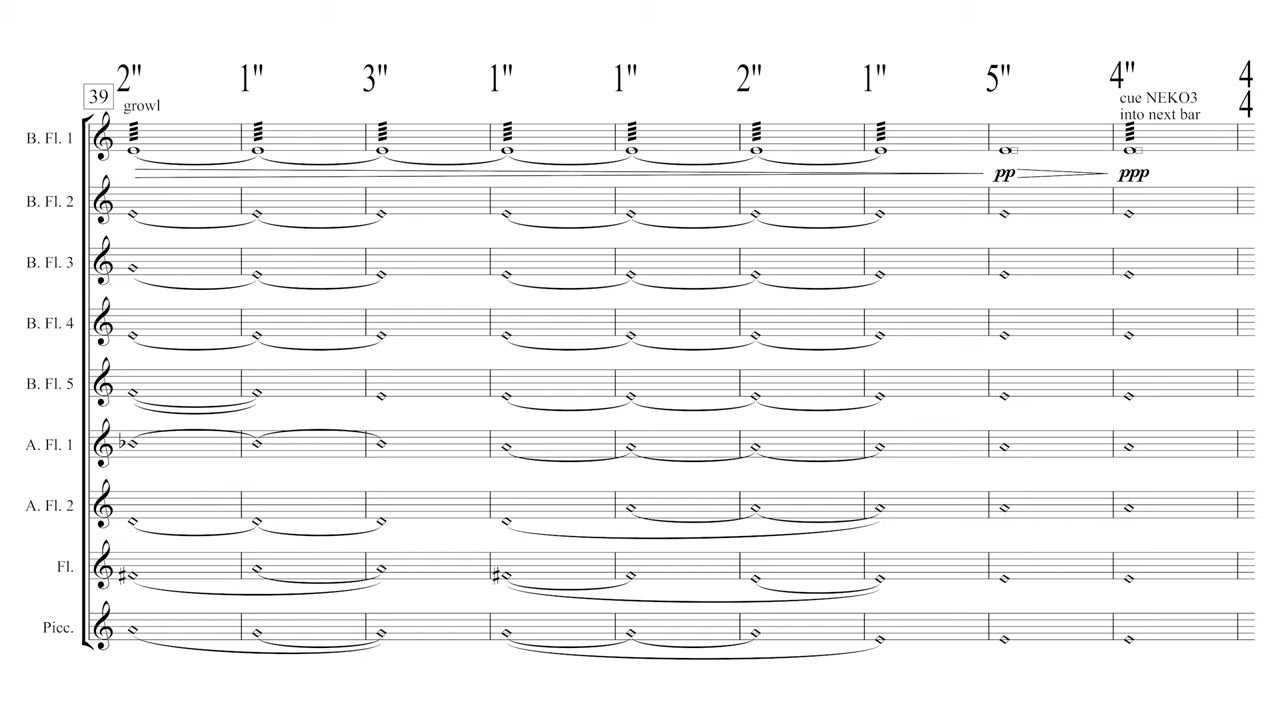 2" 1" 3" 1" 1" 2" 1" 5" 4" 4
4
39
growl
cue NEKO3
into next bar
B. Fl. 1
pp ppp
B. Fl. 2
B. Fl. 3
B. Fl. 4
B. Fl. 5
A. Fl. 1
A. Fl. 2
Fl.
Picc.